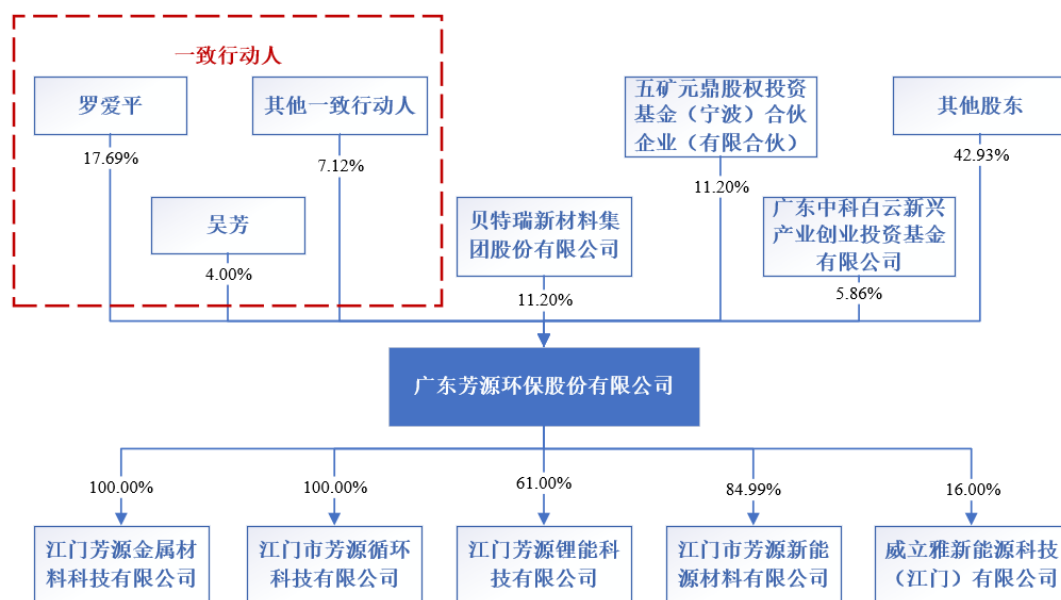 一致行动人
罗爱平
其他一致行动人
五矿元鼎股权投资
基金（宁波）合伙
企业（有限合伙）
其他股东
17.69%
7.12%
11.20%
42.93%
吴芳
贝特瑞新材料集
团股份有限公司
广东中科白云新兴
产业创业投资基金
有限公司
4.00%
11.20%
5.86%
广东芳源环保股份有限公司
100.00%
100.00%
61.00%
84.99%
16.00%
江门芳源金属材
料科技有限公司
江门市芳源循环
科技有限公司
江门芳源锂能科
技有限公司
江门市芳源新能
源材料有限公司
威立雅新能源科技
（江门）有限公司